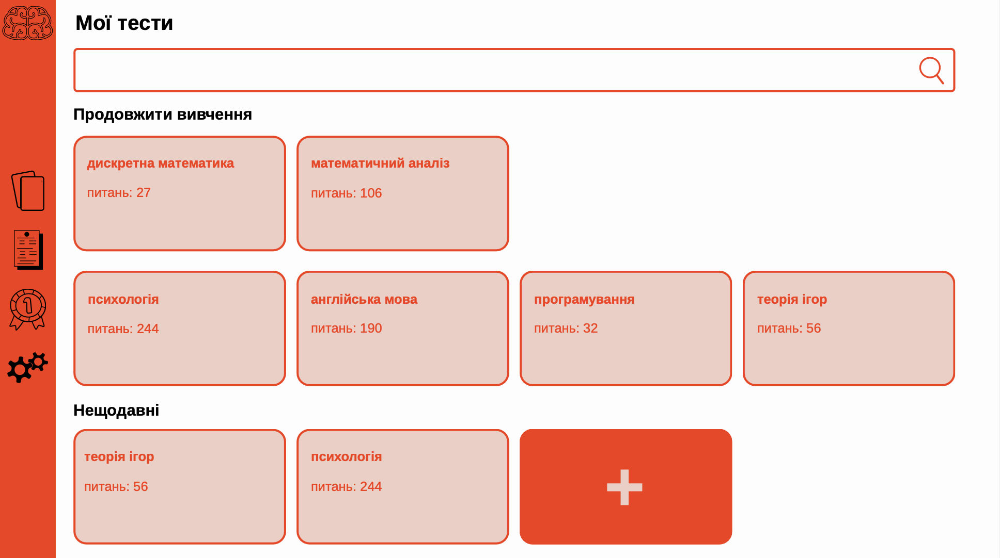 Мої тести
Продовжити вивчення
дискретна математика
питань: 27
математичний аналіз
питань: 106
психологія
питань: 244
англійська мова
питань: 190
програмування
питань: 32
теорія ігор
питань: 56
Нещодавні
теорія ігор
питань: 56
психологія
питань: 244
+
1